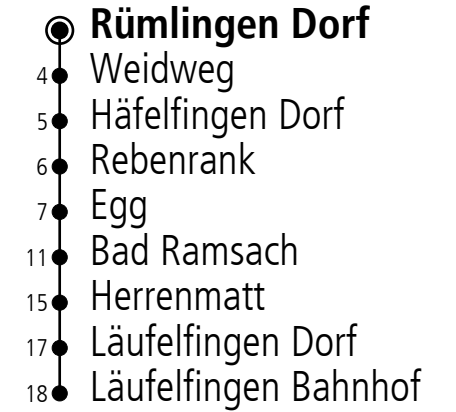 Rümlingen Dorf
4 Weidweg
5 Häfelfingen Dorf
6 Rebenrank
7 Egg
11 Bad Ramsach
15 Herrenmatt
17 Läufelfingen Dorf
18 Läufelfingen Bahnhof